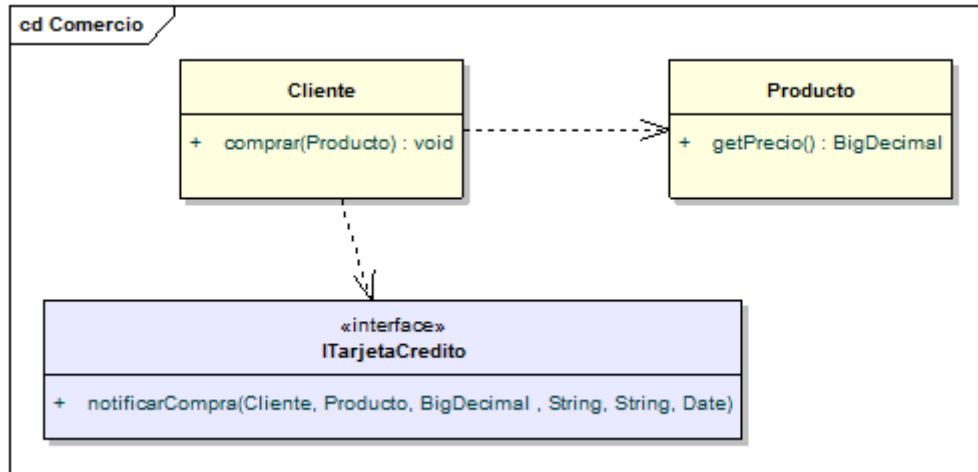 cd Comercio
Cliente
+ comprar(Producto) : void
Producto
+ getPrecio() : BigDecimal
«interface»
ITarjetaCredito
+ notificarCompra(Cliente, Producto, BigDecimal , String, String, Date)